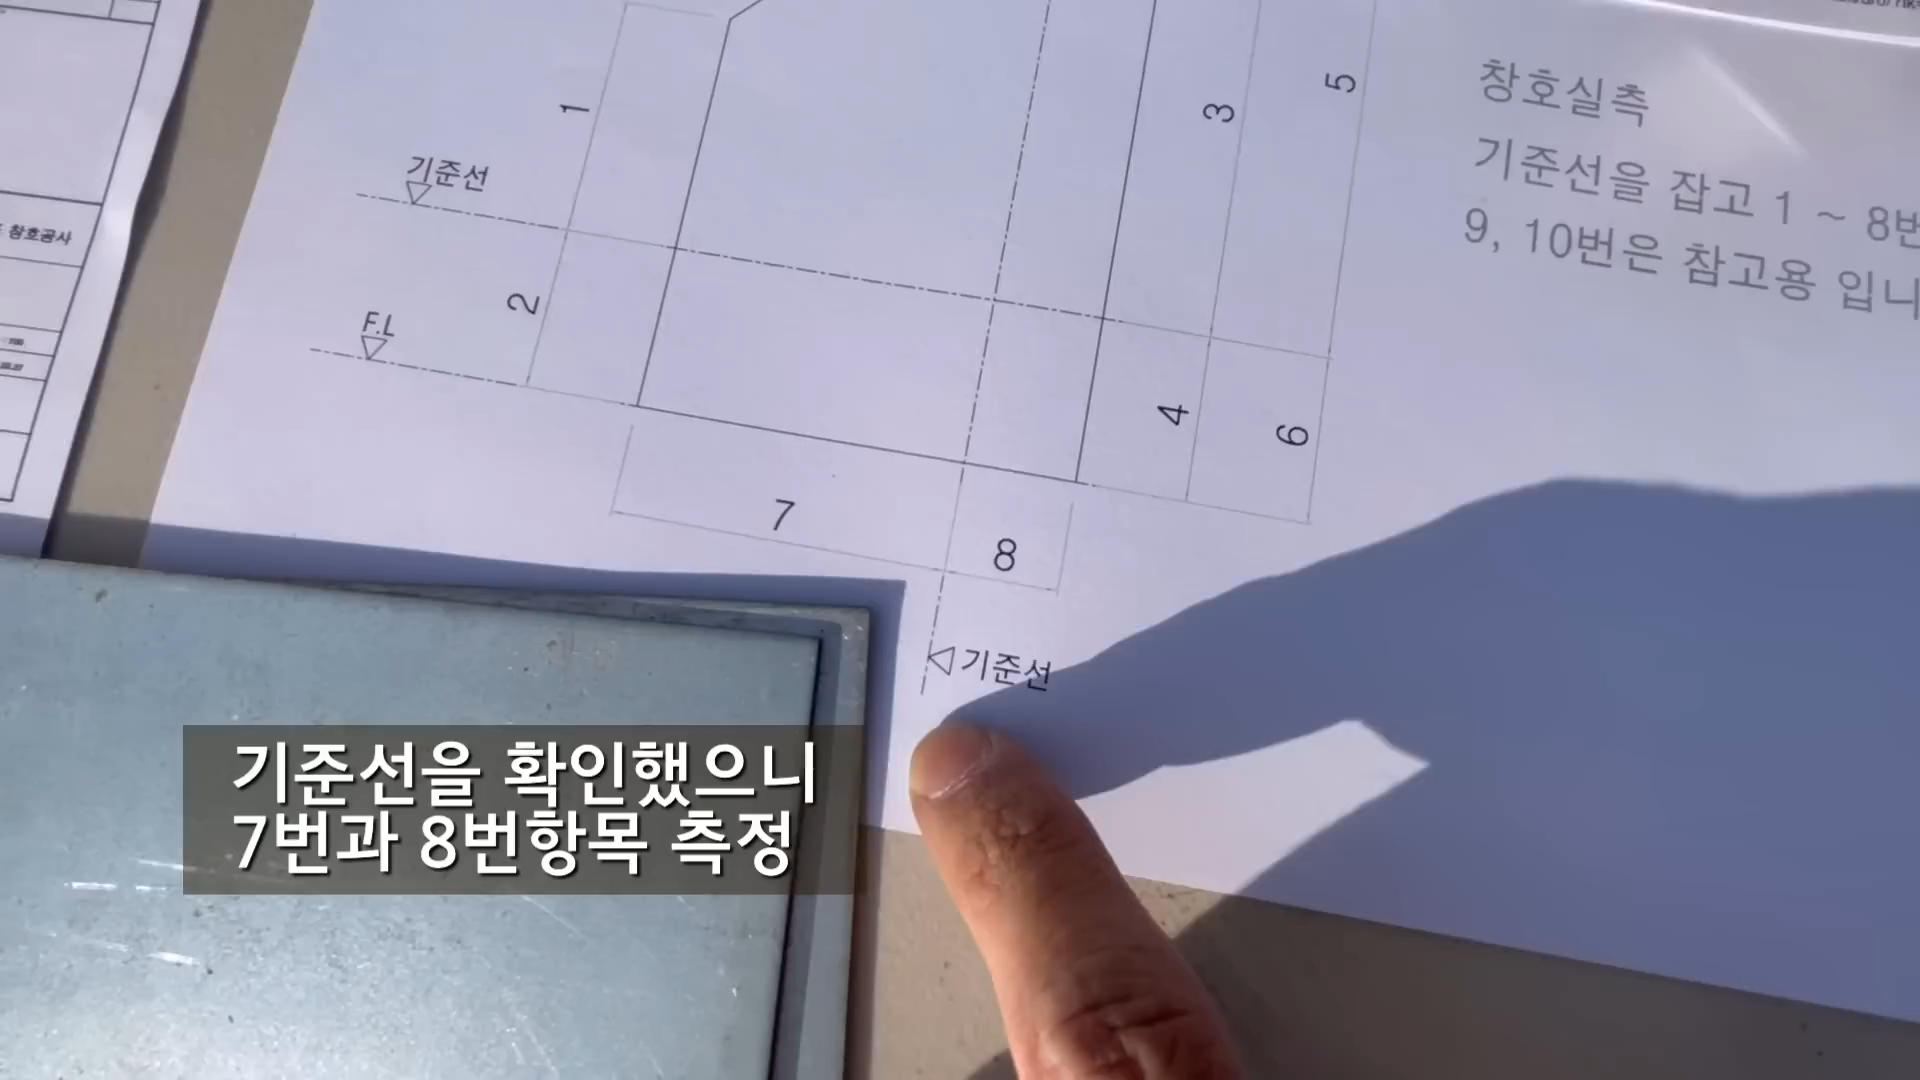 창호실측
기준선을 잡고 1 ~ 8번
9, 10번은 참고용 입니
창호공사
1
3
5
기준선
2
F.L
4
6
7
8
기준선
기준선을 확인했으니
7번과 8번항목 측정